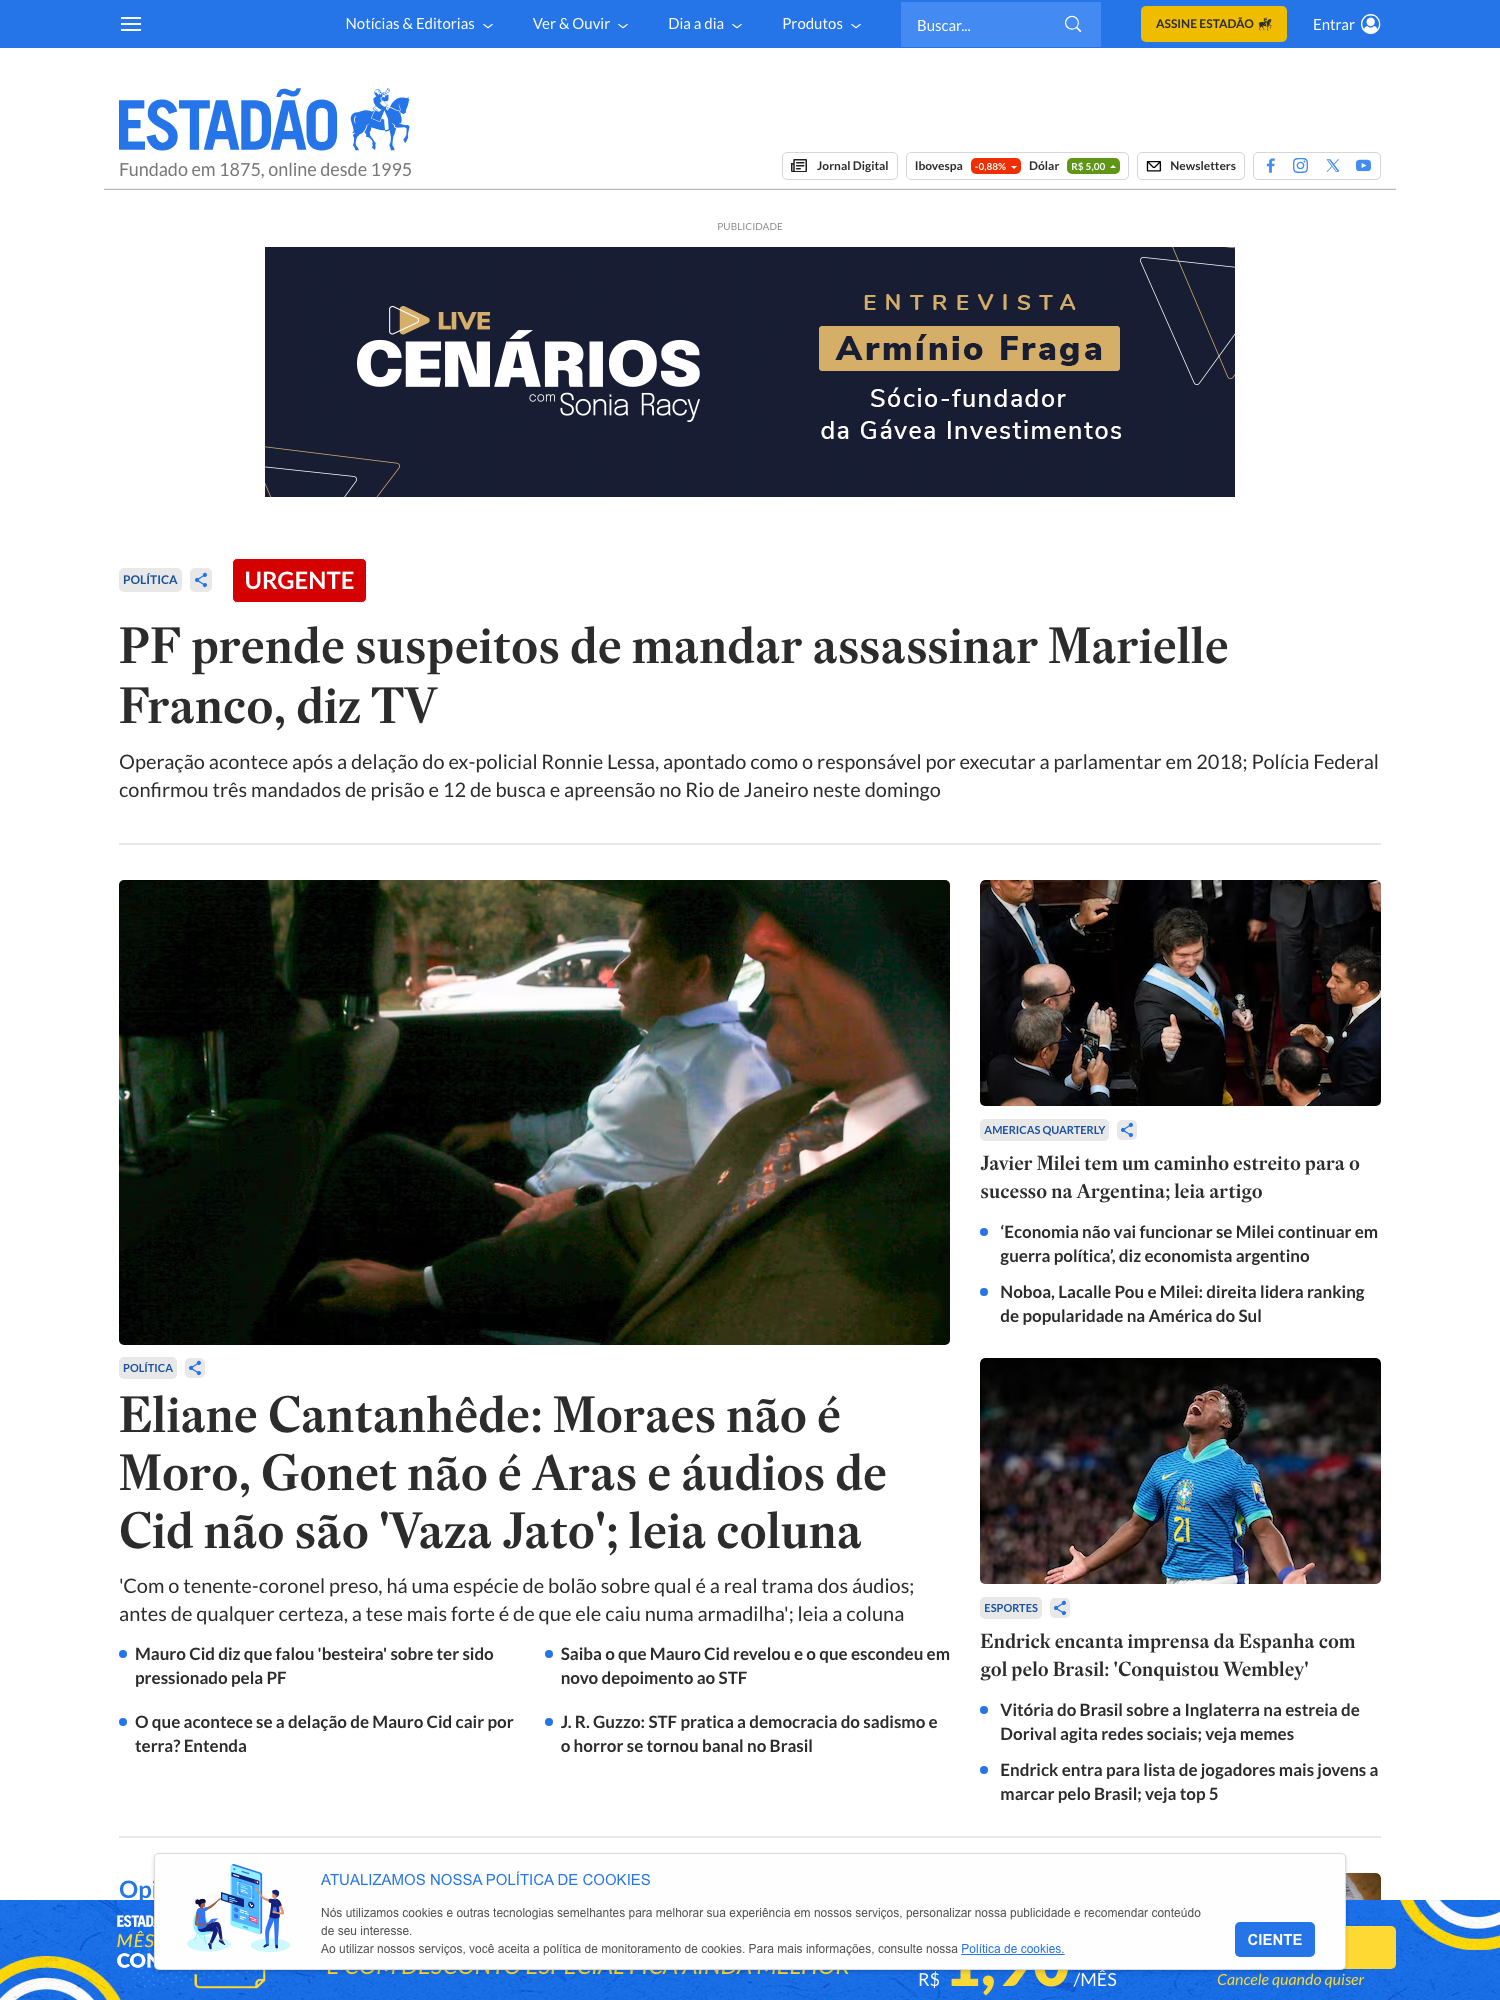 Notícias & Editorias
Ver & Ouvir
Dia a dia
Produtos
Buscar...
ASSINE ESTADÃO
Entrar
ESTADÃO
Fundado em 1875, online desde 1995
Jornal Digital
Ibovespa -0,88% Dólar R$ 5,00
Newsletters
PUBLICIDADE
LIVE
CENÁRIOS
com Sonia Racy
ENTREVISTA
Armínio Fraga
Sócio-fundador
da Gávea Investimentos
POLÍTICA
URGENTE
PF prende suspeitos de mandar assassinar Marielle
Franco, diz TV
Operação acontece após a delação do ex-policial Ronnie Lessa, apontado como o responsável por executar a parlamentar em 2018; Polícia Federal
confirmou três mandados de prisão e 12 de busca e apreensão no Rio de Janeiro neste domingo
POLÍTICA
Eliane Cantanhêde: Moraes não é
Moro, Gonet não é Aras e áudios de
Cid não são 'Vaza Jato'; leia coluna
'Com o tenente-coronel preso, há uma espécie de bolão sobre qual é a real trama dos áudios;
antes de qualquer certeza, a tese mais forte é de que ele caiu numa armadilha'; leia a coluna
Mauro Cid diz que falou 'besteira' sobre ter sido
pressionado pela PF
O que acontece se a delação de Mauro Cid cair por
terra? Entenda
Saiba o que Mauro Cid revelou e o que escondeu em
novo depoimento ao STF
J. R. Guzzo: STF pratica a democracia do sadismo e
o horror se tornou banal no Brasil
AMERICAS QUARTERLY
Javier Milei tem um caminho estreito para o
sucesso na Argentina; leia artigo
‘Economia não vai funcionar se Milei continuar em
guerra política’, diz economista argentino
Noboa, Lacalle Pou e Milei: direita lidera ranking
de popularidade na América do Sul
BRASIL
21
ESPORTES
Endrick encanta imprensa da Espanha com
gol pelo Brasil: 'Conquistou Wembley'
Vitória do Brasil sobre a Inglaterra na estreia de
Dorival agita redes sociais; veja memes
Endrick entra para lista de jogadores mais jovens a
marcar pelo Brasil; veja top 5
ATUALIZAMOS NOSSA POLÍTICA DE COOKIES
Nós utilizamos cookies e outras tecnologias semelhantes para melhorar sua experiência em nossos serviços, personalizar nossa publicidade e recomendar conteúdo
de seu interesse.
Ao utilizar nossos serviços, você aceita a política de monitoramento de cookies. Para mais informações, consulte nossa Política de cookies.
CIENTE
MÊS
E COM DESCONTO ESPECIAL FICA AINDA MELHOR
R$ 1,90 /MÊS
Cancele quando quiser